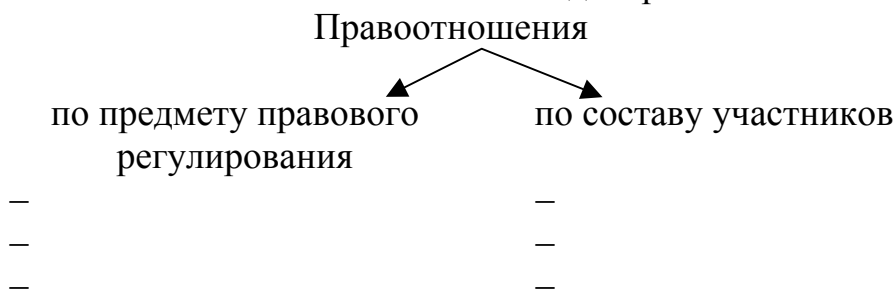 Правоотношения
по предмету правового регулирования
по составу участников
– –
– –
– –